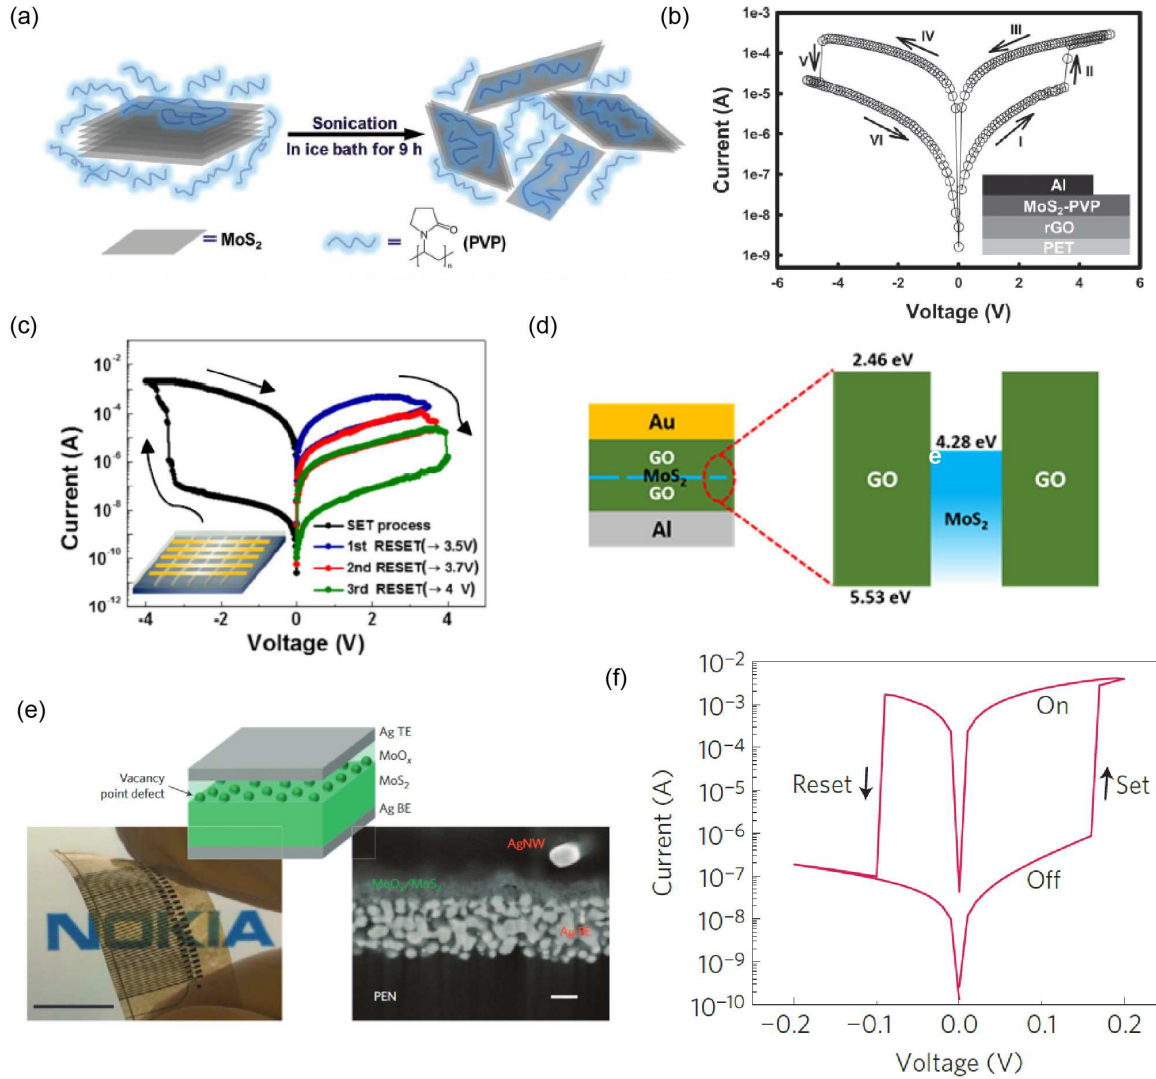 (a)
Sonication
In ice bath for 9 h
= MoS₂
= (PVP)
n
(b)
Current (A)
1e-3
1e-4
1e-5
1e-6
1e-7
1e-8
1e-9
IV
III
V
II
VI
I
Al
MoS₂-PVP
rGO
PET
-6 -4 -2 0 2 4 6
Voltage (V)
(c)
Current (A)
10⁻²
10⁻⁴
10⁻⁶
10⁻⁸
10⁻¹⁰
10⁻¹²
SET process
1st RESET(→ 3.5V)
2nd RESET(→ 3.7V)
3rd RESET(→ 4 V)
-4 -2 0 2 4
Voltage (V)
(d)
Au
GO
MoS₂
GO
Al
2.46 eV
GO
5.53 eV
4.28 eV
e
MoS₂
GO
(e)
Ag TE
MoOₓ
MoS₂
Ag BE
Vacancy
point defect
NOKIA
AgNW
MoOₓ/MoS₂
Ag BE
PEN
N
O
(f)
Current (A)
10⁻²
10⁻³
10⁻⁴
10⁻⁵
10⁻⁶
10⁻⁷
10⁻⁸
10⁻⁹
10⁻¹⁰
On
Reset
Set
Off
−0.2 −0.1 0.0 0.1 0.2
Voltage (V)